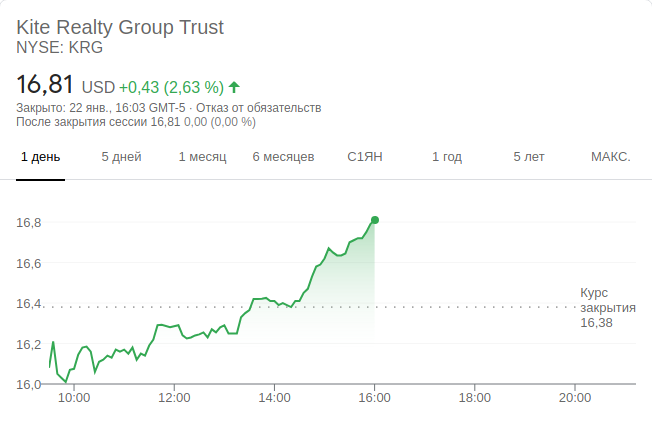 Kite Realty Group Trust
NYSE: KRG
16,81 USD +0,43 (2,63 %)
Закрыто: 22 янв., 16:03 GMT-5 · Отказ от обязательств
После закрытия сессии 16,81 0,00 (0,00 %)
1 день 5 дней 1 месяц 6 месяцев С1ЯН 1 год 5 лет МАКС.
16,8
16,6
16,4
16,2
16,0
Курс
закрытия
16,38
10:00 12:00 14:00 16:00 18:00 20:00